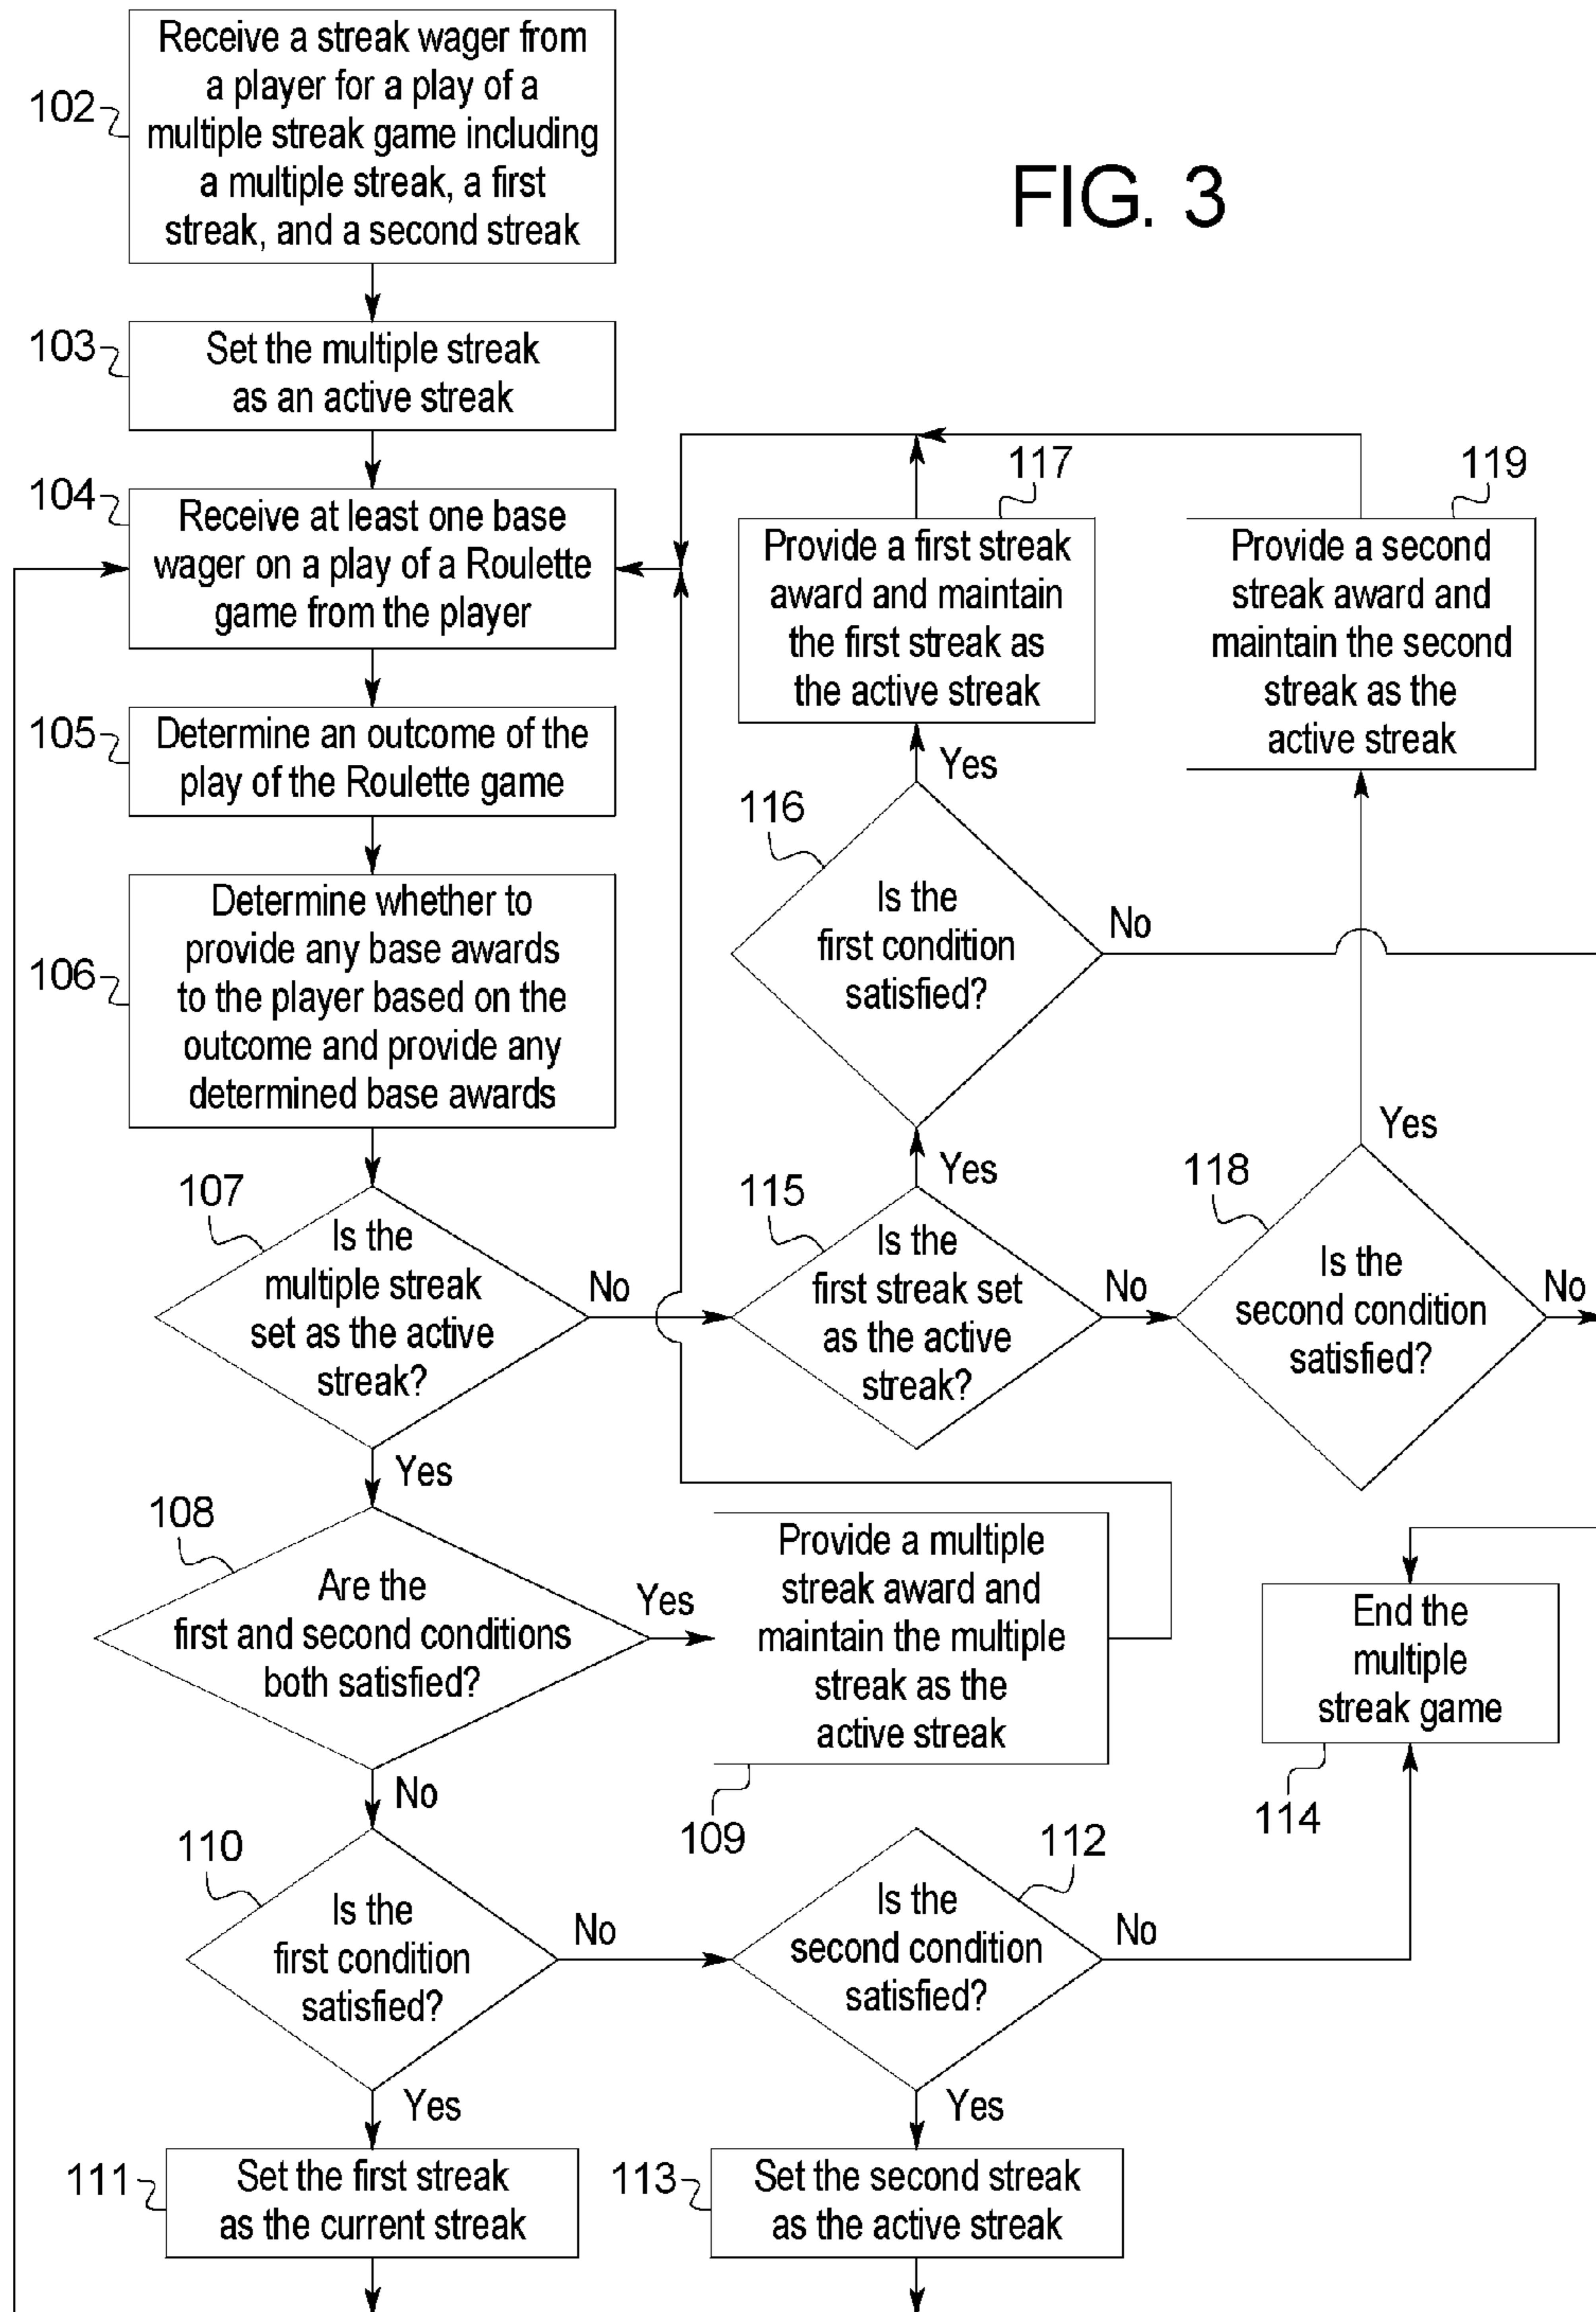 FIG. 3
102
Receive a streak wager from
a player for a play of a
multiple streak game including
a multiple streak, a first
streak, and a second streak
103
Set the multiple streak
as an active streak
104
Receive at least one base
wager on a play of a Roulette
game from the player
105
Determine an outcome of the
play of the Roulette game
106
Determine whether to
provide any base awards
to the player based on the
outcome and provide any
determined base awards
107
Is the
multiple streak
set as the active
streak?
No
Yes
108
Are the
first and second conditions
both satisfied?
Yes
No
109
Provide a multiple
streak award and
maintain the multiple
streak as the
active streak
110
Is the
first condition
satisfied?
No
Yes
111
Set the first streak
as the current streak
112
Is the
second condition
satisfied?
No
Yes
113
Set the second streak
as the active streak
114
End the
multiple
streak game
115
Is the
first streak set
as the active
streak?
Yes
No
116
Is the
first condition
satisfied?
Yes
No
117
Provide a first streak
award and maintain
the first streak as
the active streak
118
Is the
second condition
satisfied?
Yes
No
119
Provide a second
streak award and
maintain the second
streak as the
active streak